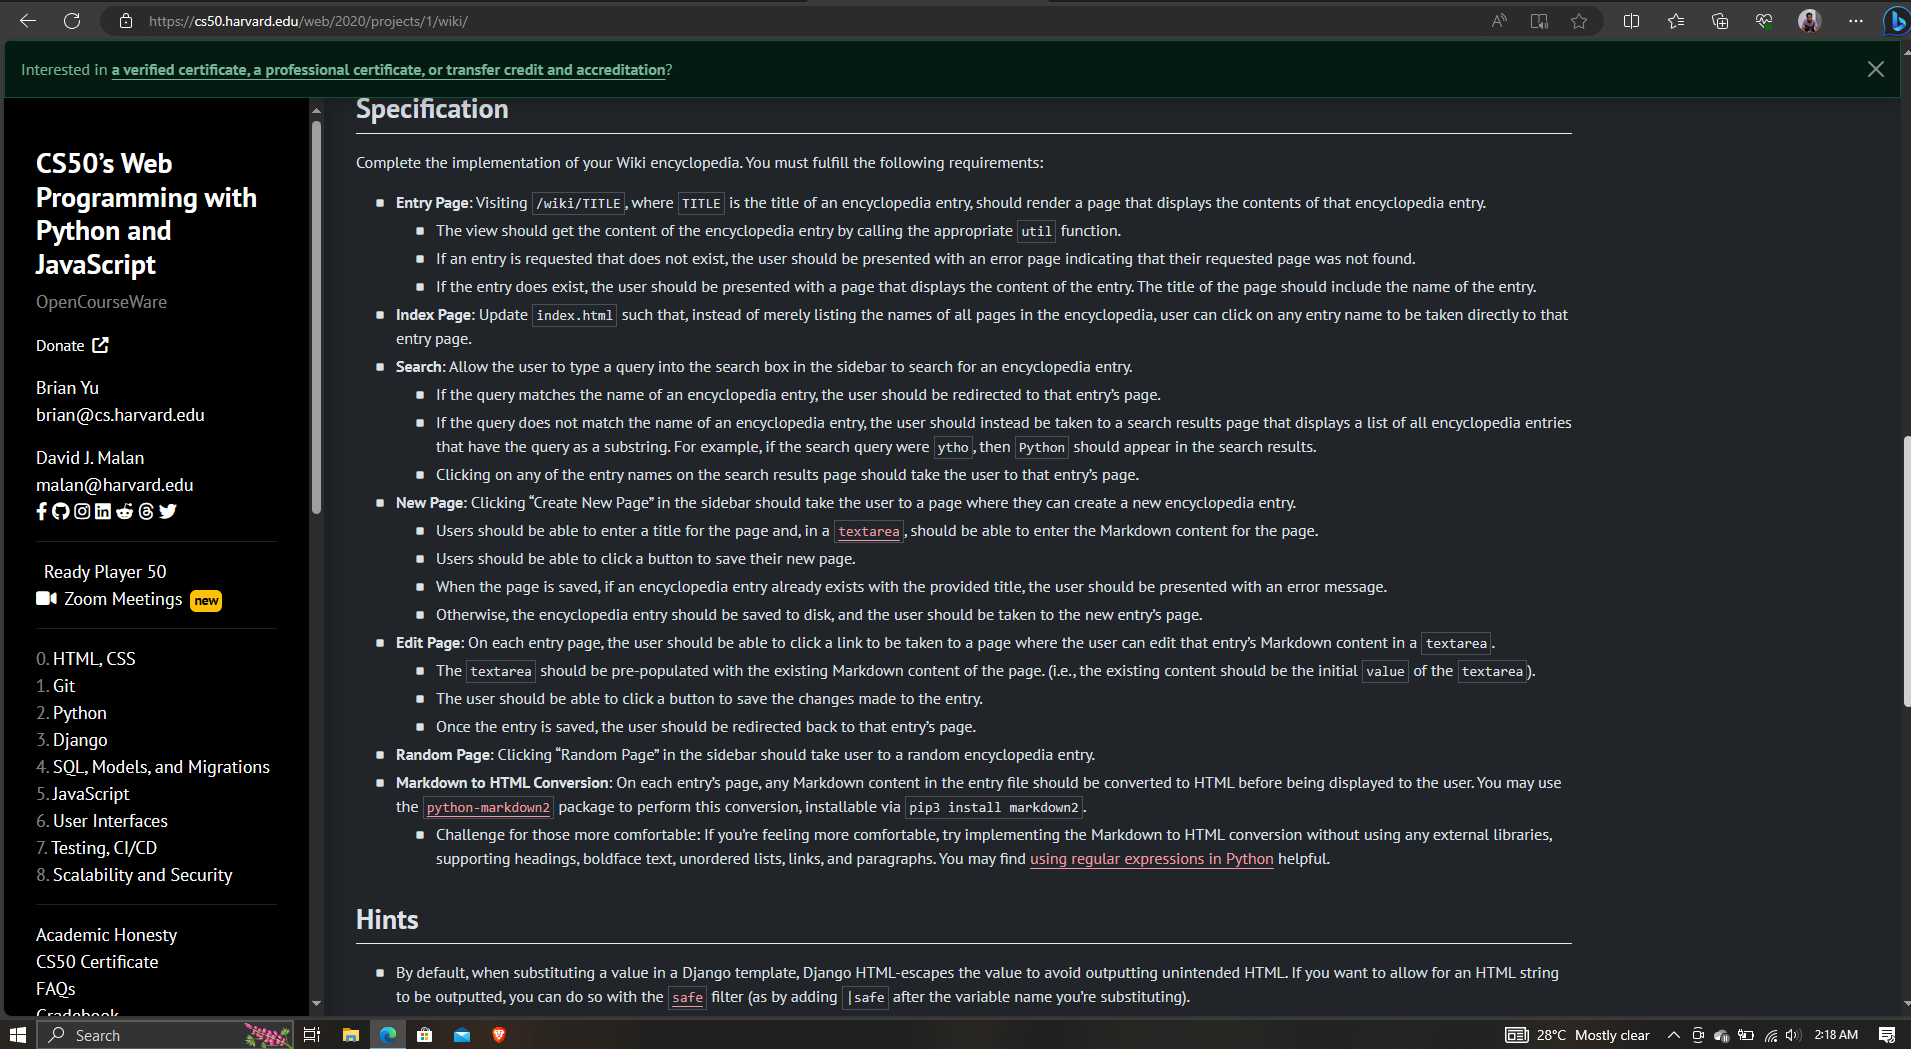 https://cs50.harvard.edu/web/2020/projects/1/wiki/
Interested in a verified certificate, a professional certificate, or transfer credit and accreditation?
CS50’s Web
Programming with
Python and
JavaScript
OpenCourseWare
Donate
Brian Yu
brian@cs.harvard.edu
David J. Malan
malan@harvard.edu
Ready Player 50
Zoom Meetings new
0. HTML, CSS
1. Git
2. Python
3. Django
4. SQL, Models, and Migrations
5. JavaScript
6. User Interfaces
7. Testing, CI/CD
8. Scalability and Security
Academic Honesty
CS50 Certificate
FAQs
Gradebook
Specification
Complete the implementation of your Wiki encyclopedia. You must fulfill the following requirements:
Entry Page: Visiting /wiki/TITLE, where TITLE is the title of an encyclopedia entry, should render a page that displays the contents of that encyclopedia entry.
The view should get the content of the encyclopedia entry by calling the appropriate util function.
If an entry is requested that does not exist, the user should be presented with an error page indicating that their requested page was not found.
If the entry does exist, the user should be presented with a page that displays the content of the entry. The title of the page should include the name of the entry.
Index Page: Update index.html such that, instead of merely listing the names of all pages in the encyclopedia, user can click on any entry name to be taken directly to that
entry page.
Search: Allow the user to type a query into the search box in the sidebar to search for an encyclopedia entry.
If the query matches the name of an encyclopedia entry, the user should be redirected to that entry’s page.
If the query does not match the name of an encyclopedia entry, the user should instead be taken to a search results page that displays a list of all encyclopedia entries
that have the query as a substring. For example, if the search query were ytho, then Python should appear in the search results.
Clicking on any of the entry names on the search results page should take the user to that entry’s page.
New Page: Clicking “Create New Page” in the sidebar should take the user to a page where they can create a new encyclopedia entry.
Users should be able to enter a title for the page and, in a textarea, should be able to enter the Markdown content for the page.
Users should be able to click a button to save their new page.
When the page is saved, if an encyclopedia entry already exists with the provided title, the user should be presented with an error message.
Otherwise, the encyclopedia entry should be saved to disk, and the user should be taken to the new entry’s page.
Edit Page: On each entry page, the user should be able to click a link to be taken to a page where the user can edit that entry’s Markdown content in a textarea.
The textarea should be pre-populated with the existing Markdown content of the page. (i.e., the existing content should be the initial value of the textarea).
The user should be able to click a button to save the changes made to the entry.
Once the entry is saved, the user should be redirected back to that entry’s page.
Random Page: Clicking “Random Page” in the sidebar should take user to a random encyclopedia entry.
Markdown to HTML Conversion: On each entry’s page, any Markdown content in the entry file should be converted to HTML before being displayed to the user. You may use
the python-markdown2 package to perform this conversion, installable via pip3 install markdown2.
Challenge for those more comfortable: If you’re feeling more comfortable, try implementing the Markdown to HTML conversion without using any external libraries,
supporting headings, boldface text, unordered lists, links, and paragraphs. You may find using regular expressions in Python helpful.
Hints
By default, when substituting a value in a Django template, Django HTML-escapes the value to avoid outputting unintended HTML. If you want to allow for an HTML string
to be outputted, you can do so with the safe filter (as by adding |safe after the variable name you’re substituting).
Search
28°C Mostly clear
2:18 AM